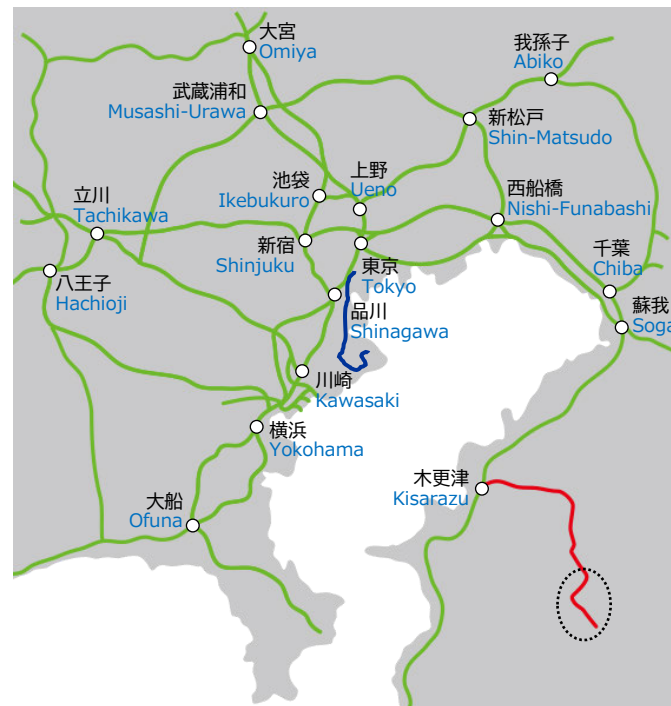 大宮
Omiya
我孫子
Abiko
武蔵浦和
Musashi-Urawa
新松戸
Shin-Matsudo
池袋
Ikebukuro
上野
Ueno
西船橋
Nishi-Funabashi
立川
Tachikawa
新宿
Shinjuku
東京
Tokyo
千葉
Chiba
八王子
Hachioji
品川
Shinagawa
蘇我
Soga
川崎
Kawasaki
横浜
Yokohama
木更津
Kisarazu
大船
Ofuna